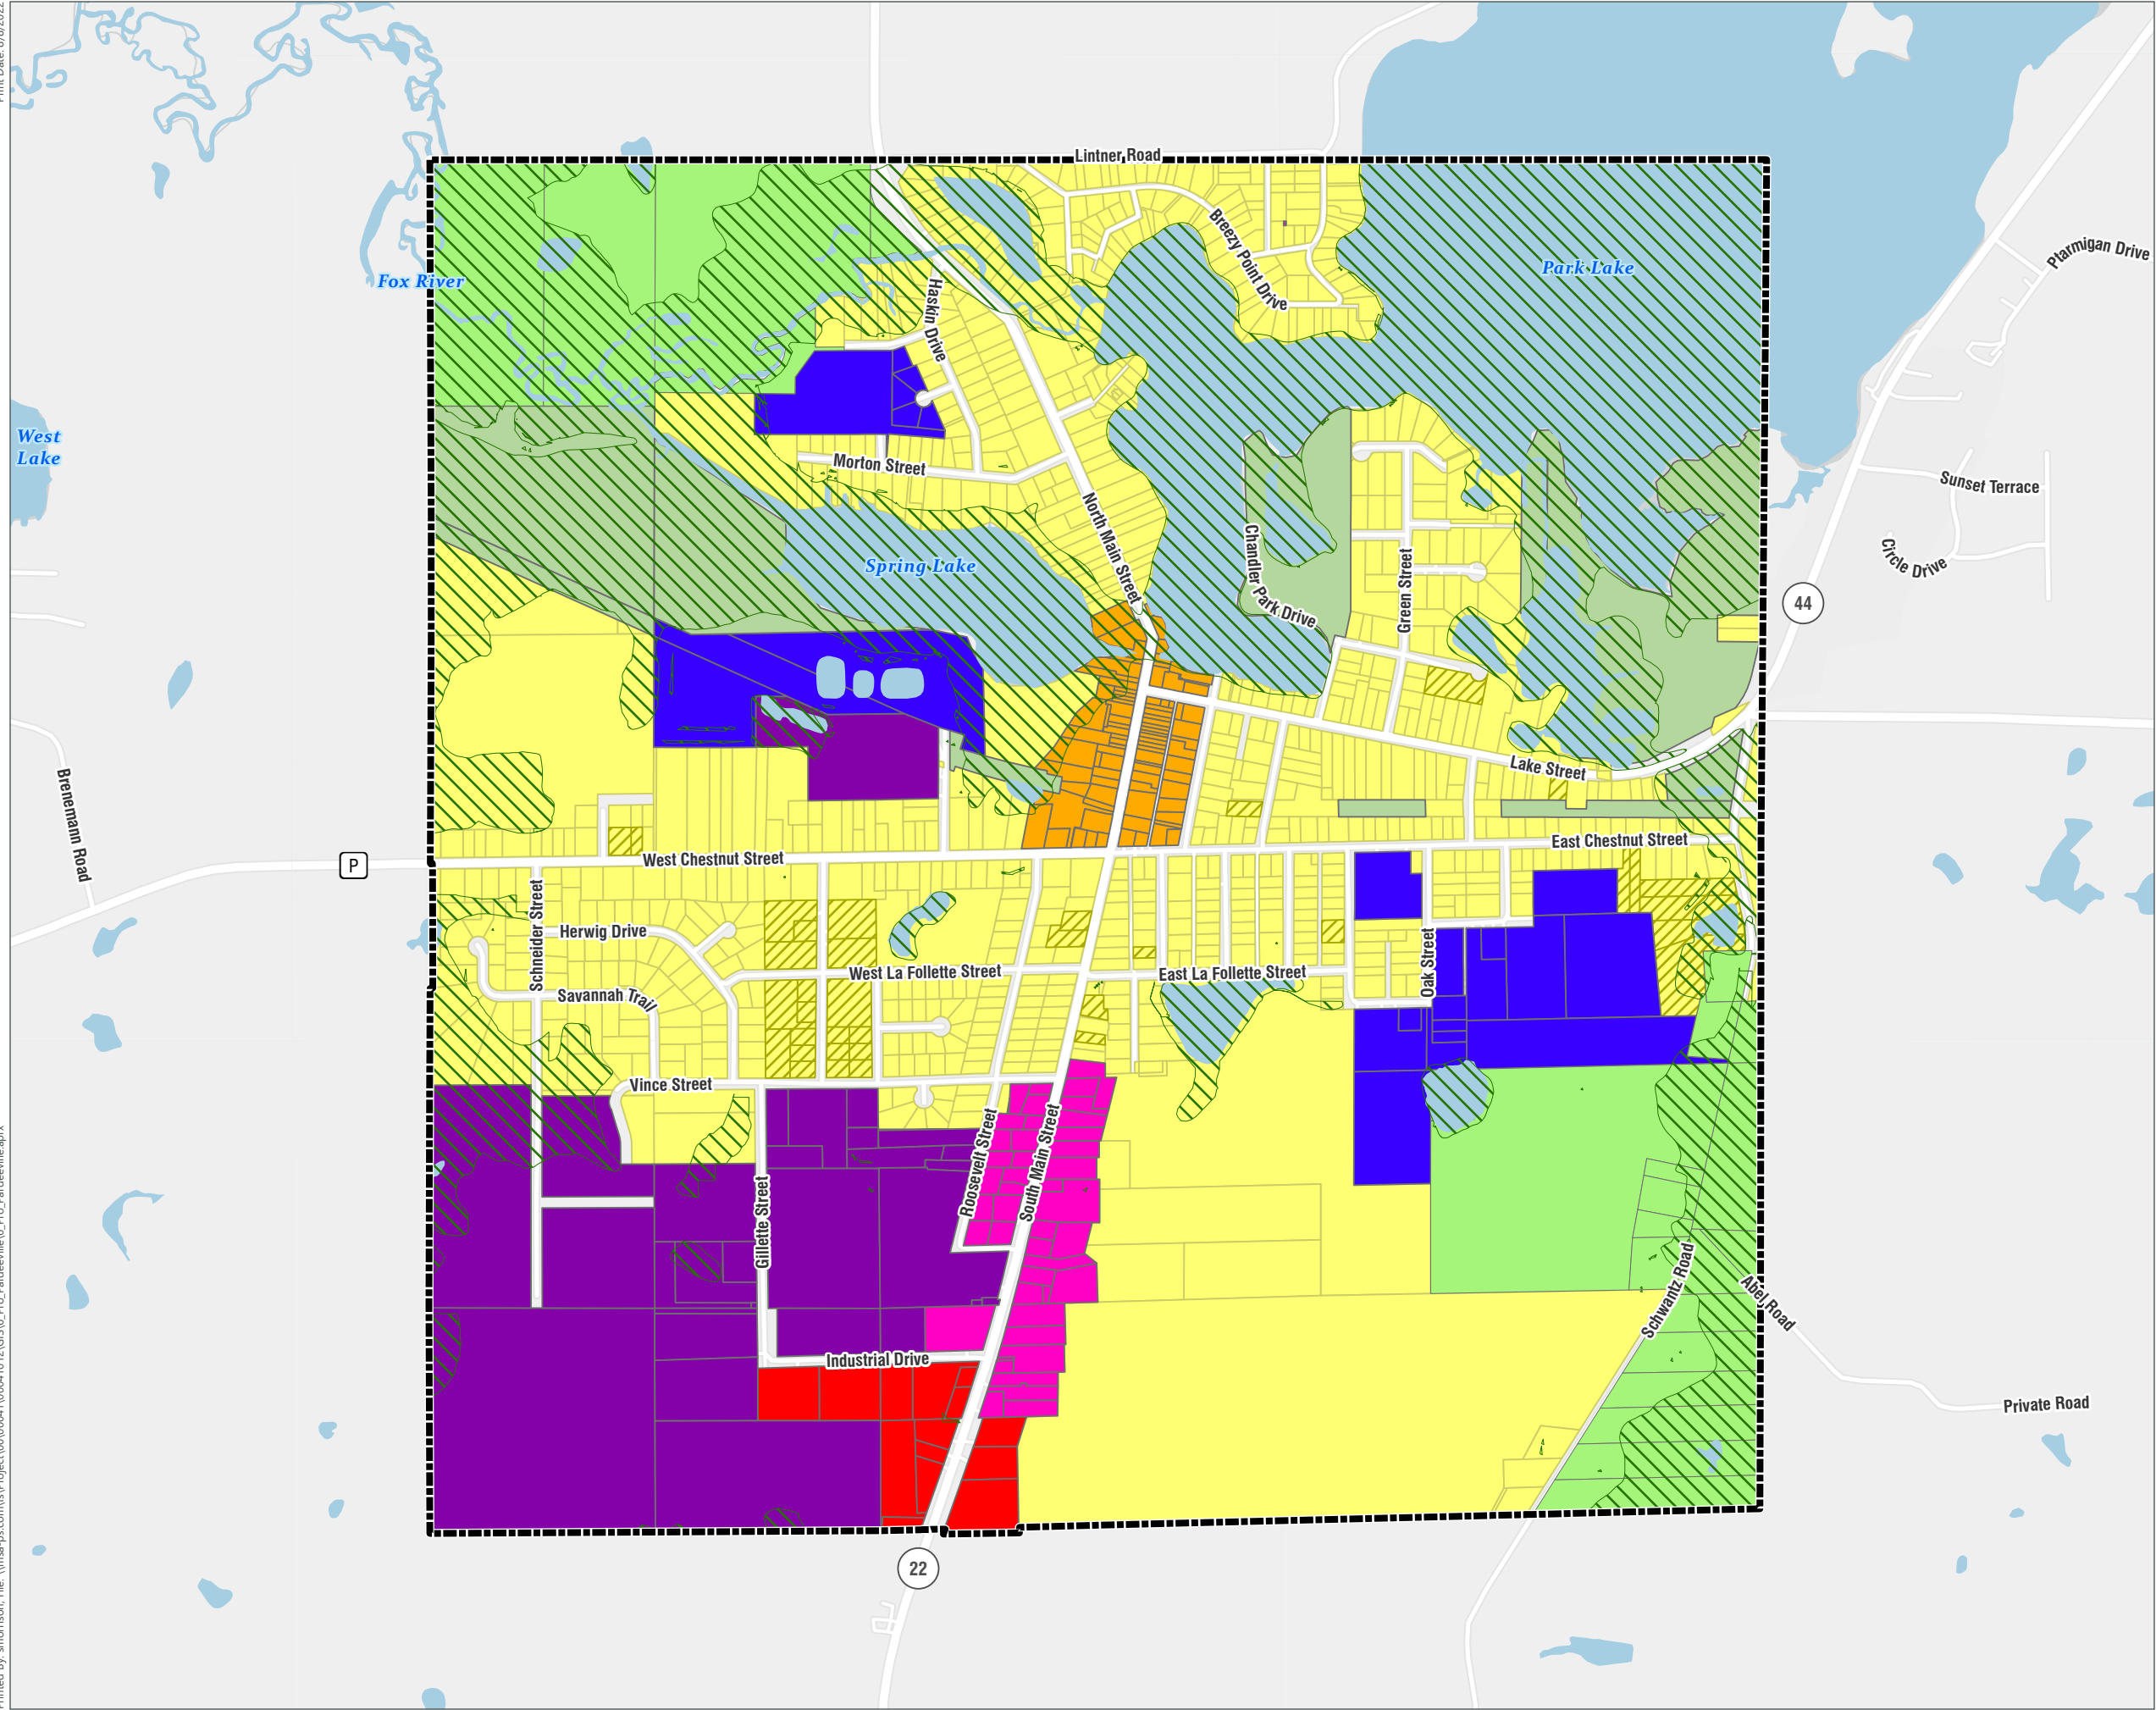 Lintner Road
Ptarmigan Drive
Breezy Point Drive
Park Lake
Fox River
Haskin Drive
West
Lake
Morton Street
Sunset Terrace
North Main Street
Chandler Park Drive
Circle Drive
Spring Lake
Green Street
44
Lake Street
Brenemann Road
East Chestnut Street
West Chestnut Street
P
Schneider Street
Herwig Drive
Oak Street
West La Follette Street
East La Follette Street
Savannah Trail
Vince Street
Roosevelt Street
South Main Street
Gillette Street
Schwantz Road
Abel Road
Industrial Drive
Private Road
22